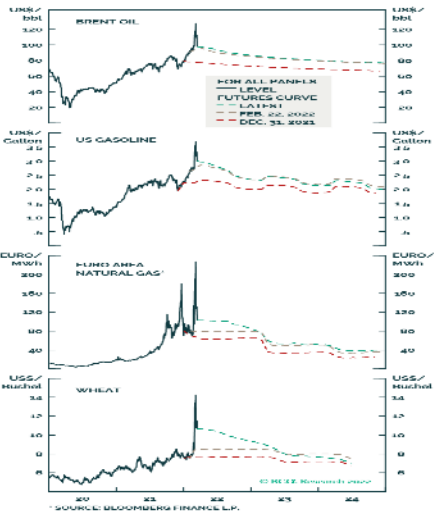 US$/ US$/
bbl bbl
BRENT OIL
120 120
100 100
80 80
60 60
40 40
20 20
FOR ALL PANELS
LEVEL
FUTURES CURVE
LATEST
FEB. 22, 2022
DEC. 31, 2021
US$/ US$/
Gallon Gallon
US GASOLINE
EURO/ EURO/
MWh MWh
EURO AREA
NATURAL GAS*
200 200
160 160
120 120
80 80
40 40
US$/ US$/
Bushel Bushel
WHEAT
14 14
12 12
10 10
8 8
6 6
© BCA Research 2022
20 21 22 23 24
* SOURCE: BLOOMBERG FINANCE L.P.